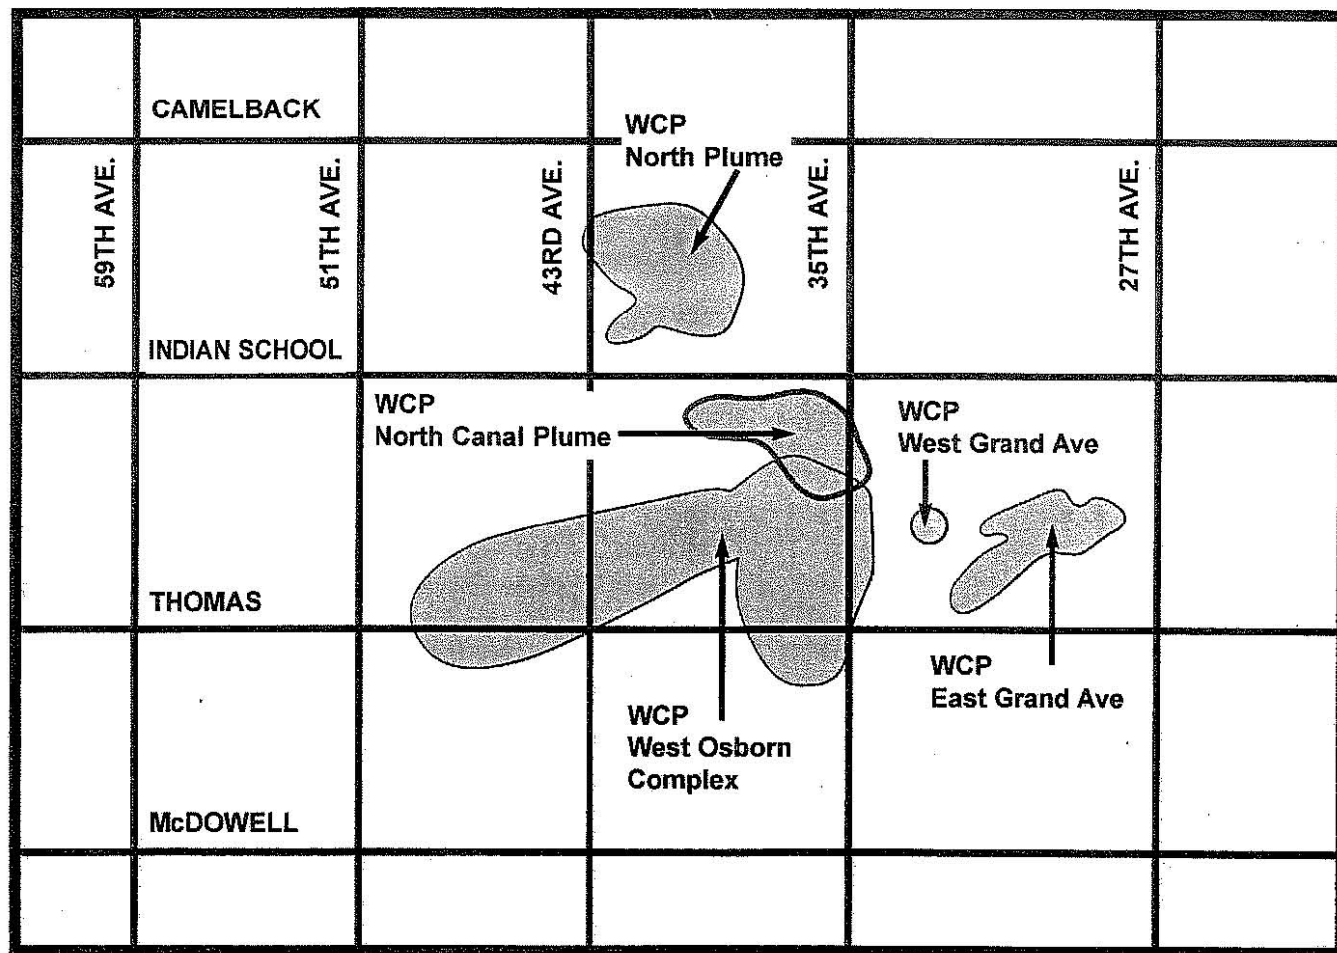 CAMELBACK
WCP
North Plume
59TH AVE.
51TH AVE.
43RD AVE.
35TH AVE.
27TH AVE.
INDIAN SCHOOL
WCP
North Canal Plume
WCP
West Grand Ave
THOMAS
WCP
East Grand Ave
WCP
West Osborn
Complex
McDOWELL